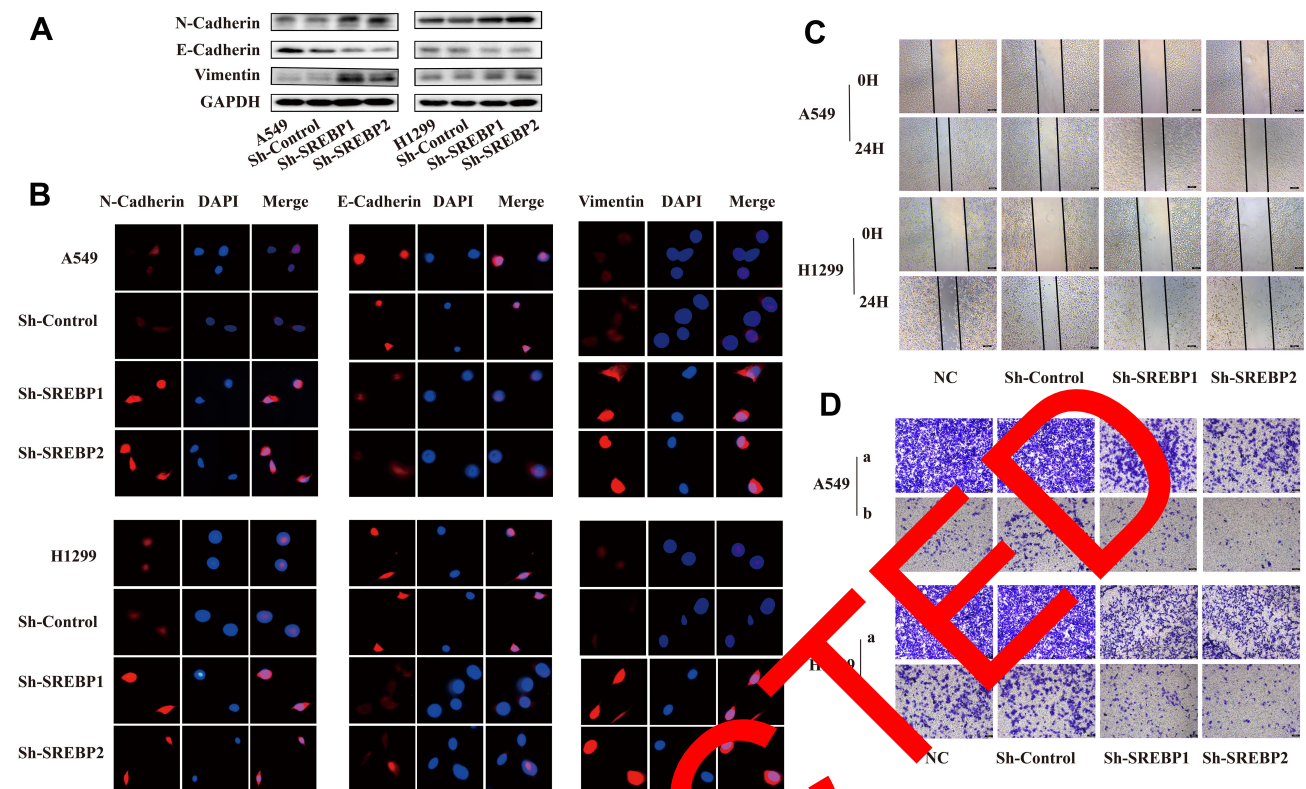 A
N-Cadherin
E-Cadherin
Vimentin
GAPDH
A549
Sh-Control
Sh-SREBP1
Sh-SREBP2
H1299
Sh-Control
Sh-SREBP1
Sh-SREBP2
B
N-Cadherin DAPI Merge E-Cadherin DAPI Merge Vimentin DAPI Merge
A549
Sh-Control
Sh-SREBP1
Sh-SREBP2
H1299
Sh-Control
Sh-SREBP1
Sh-SREBP2
C
A549
0H
24H
H1299
0H
24H
NC Sh-Control Sh-SREBP1 Sh-SREBP2
D
A549
a
b
a
NC Sh-Control Sh-SREBP1 Sh-SREBP2
TED